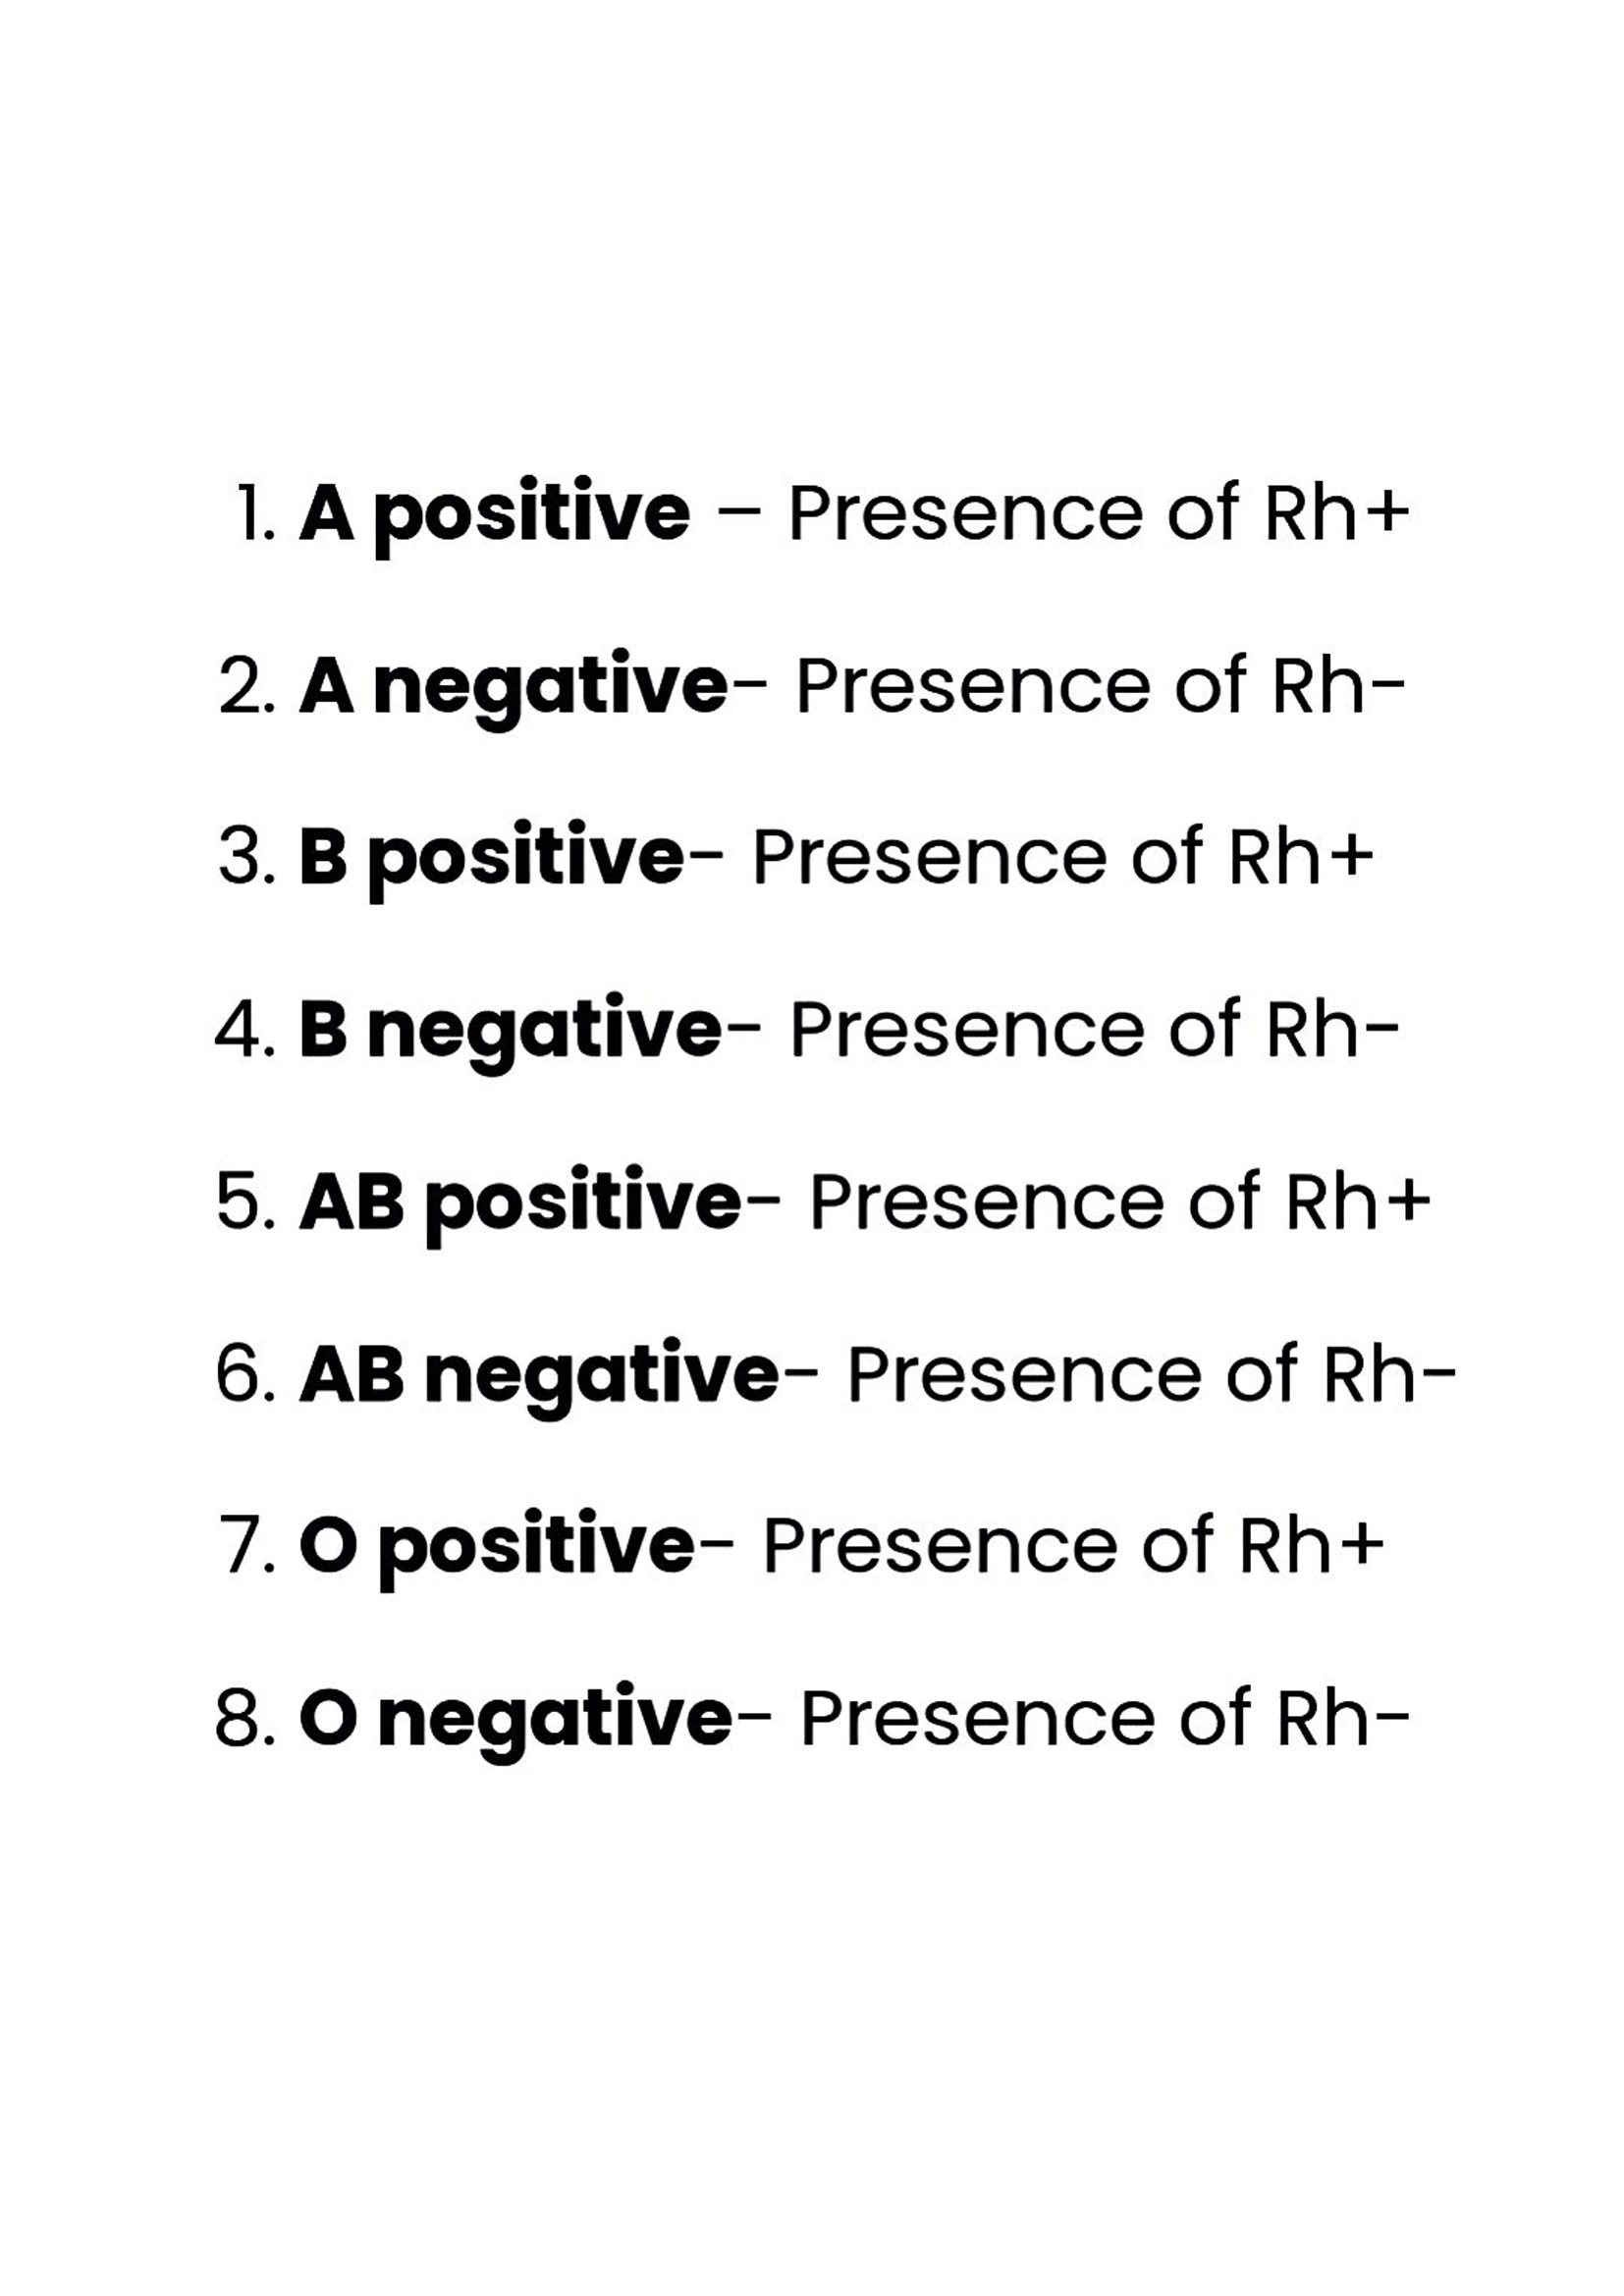 1. A positive – Presence of Rh+
2. A negative– Presence of Rh–
3. B positive– Presence of Rh+
4. B negative– Presence of Rh–
5. AB positive– Presence of Rh+
6. AB negative– Presence of Rh–
7. O positive– Presence of Rh+
8. O negative– Presence of Rh–